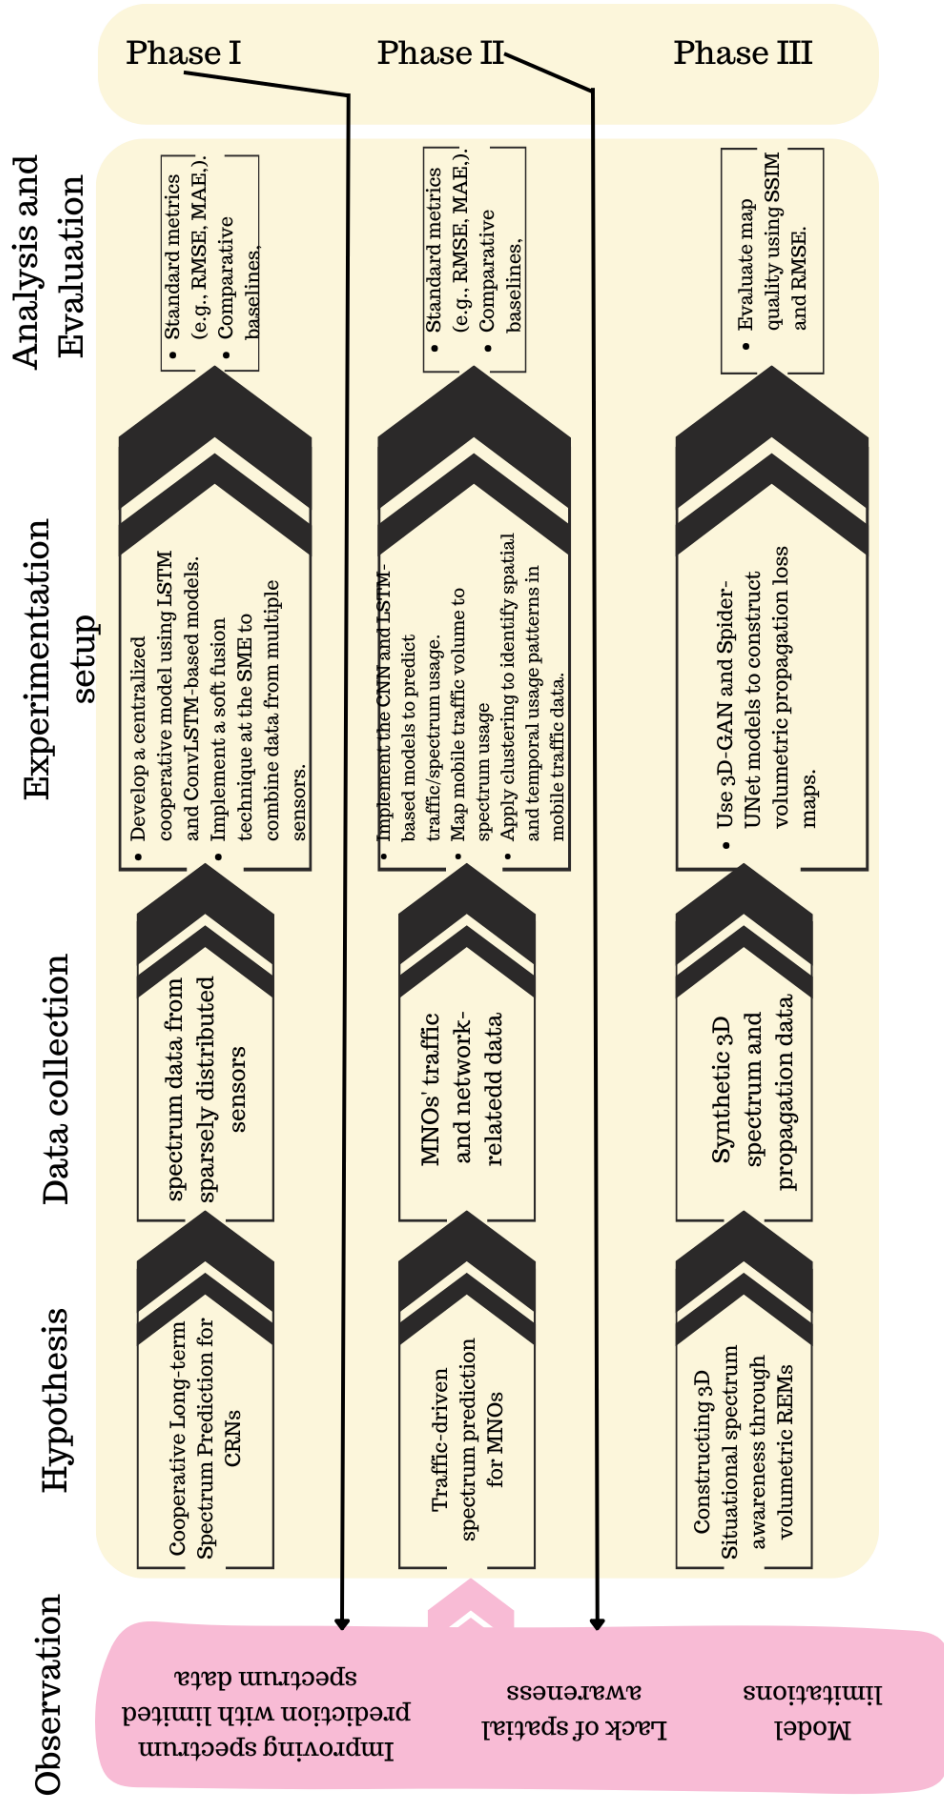 Observation
Hypothesis
Data collection
Experimentation
setup
Analysis and
Evaluation
Improving spectrum
prediction with limited
spectrum data
Lack of spatial
awareness
Model
limitations
Cooperative Long-term
Spectrum Prediction for
CRNs
spectrum data from
sparsely distributed
sensors
• Develop a centralized
cooperative model using LSTM
and ConvLSTM-based models.
• Implement a soft fusion
technique at the SME to
combine data from multiple
sensors.
• Standard metrics
(e.g., RMSE, MAE,).
• Comparative
baselines,
Phase I
Traffic-driven
spectrum prediction
for MNOs
MNOs' traffic
and network-
relatedd data
• Implement the CNN and LSTM-
based models to predict
traffic/spectrum usage.
• Map mobile traffic volume to
spectrum usage
• Apply clustering to identify spatial
and temporal usage patterns in
mobile traffic data.
• Standard metrics
(e.g., RMSE, MAE,).
• Comparative
baselines,
Phase II
Constructing 3D
Situational spectrum
awareness through
volumetric REMs
Synthetic 3D
spectrum and
propagation data
• Use 3D-GAN and Spider-
UNet models to construct
volumetric propagation loss
maps.
• Evaluate map
quality using SSIM
and RMSE.
Phase III